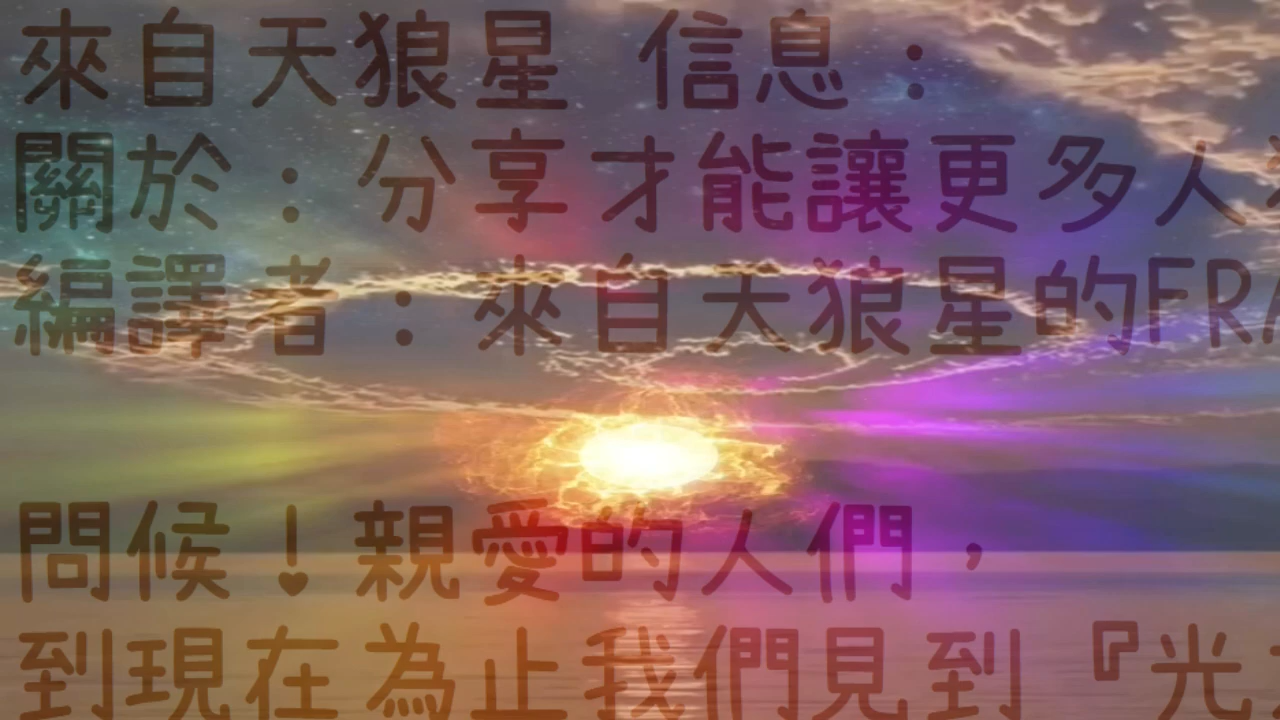 來自天狼星 信息：
關於：分享才能讓更多人
編譯者：來自天狼星的FRA
問候！親愛的人們，
到現在為止我們見到『光